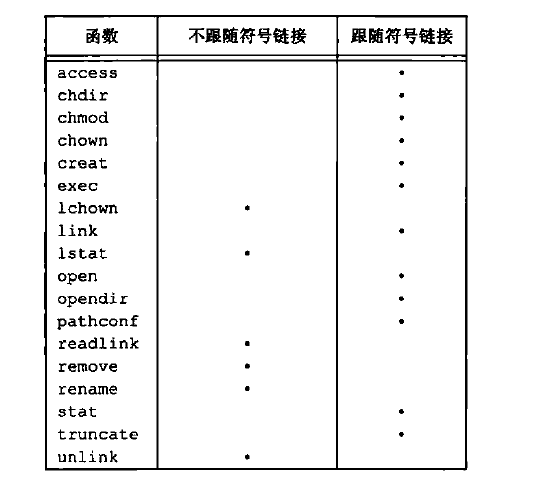 函数 不跟随符号链接 跟随符号链接
access •
chdir •
chmod •
chown •
creat •
exec •
lchown •
link •
lstat •
open •
opendir •
pathconf •
readlink •
remove •
rename •
stat •
truncate •
unlink •